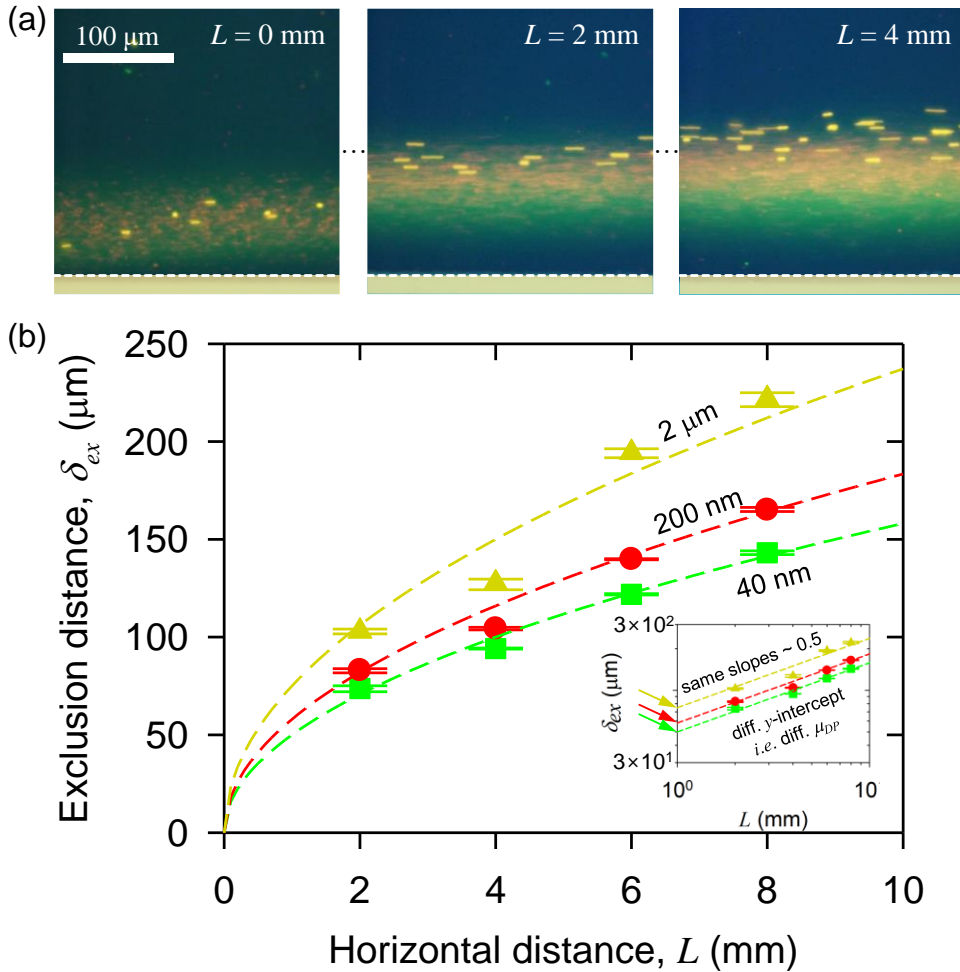 (a)
100 μm
L = 0 mm
L = 2 mm
L = 4 mm
...
...
(b)
250
200
150
100
50
0
Exclusion distance, δex (μm)
2 μm
200 nm
40 nm
3×10²
3×10¹
δex (μm)
same slopes ~ 0.5
diff. y-intercept
i.e. diff. μDP
10⁰
10
L (mm)
0 2 4 6 8 10
Horizontal distance, L (mm)